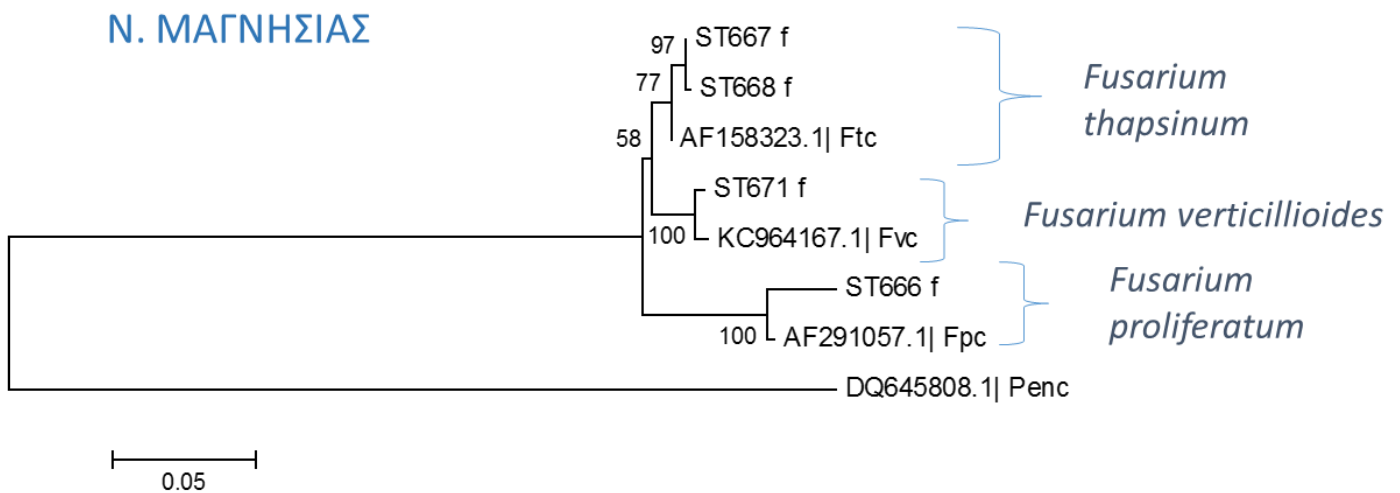 Ν. ΜΑΓΝΗΣΙΑΣ
97
ST667 f
77
ST668 f
Fusarium
thapsinum
58
AF158323.1| Ftc
ST671 f
Fusarium verticillioides
100
KC964167.1| Fvc
ST666 f
Fusarium
proliferatum
100
AF291057.1| Fpc
DQ645808.1| Penc
0.05